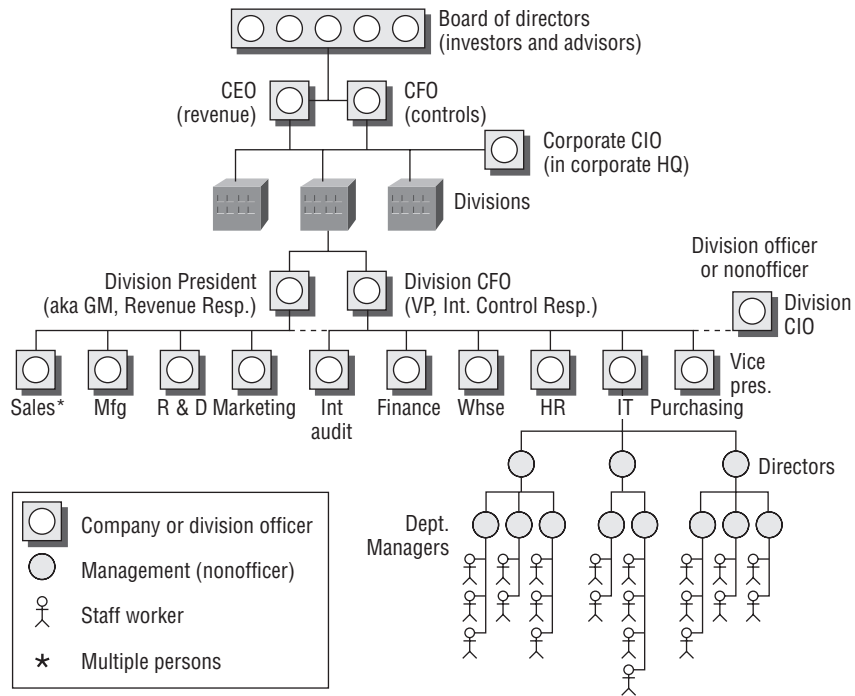 Board of directors
(investors and advisors)
CEO
(revenue)
CFO
(controls)
Corporate CIO
(in corporate HQ)
Divisions
Division officer
or nonofficer
Division President
(aka GM, Revenue Resp.)
Division CFO
(VP, Int. Control Resp.)
Division
CIO
Vice
pres.
Sales*
Mfg
R & D
Marketing
Int
audit
Finance
Whse
HR
IT
Purchasing
Directors
Dept.
Managers
Company or division officer
Management (nonofficer)
Staff worker
* Multiple persons